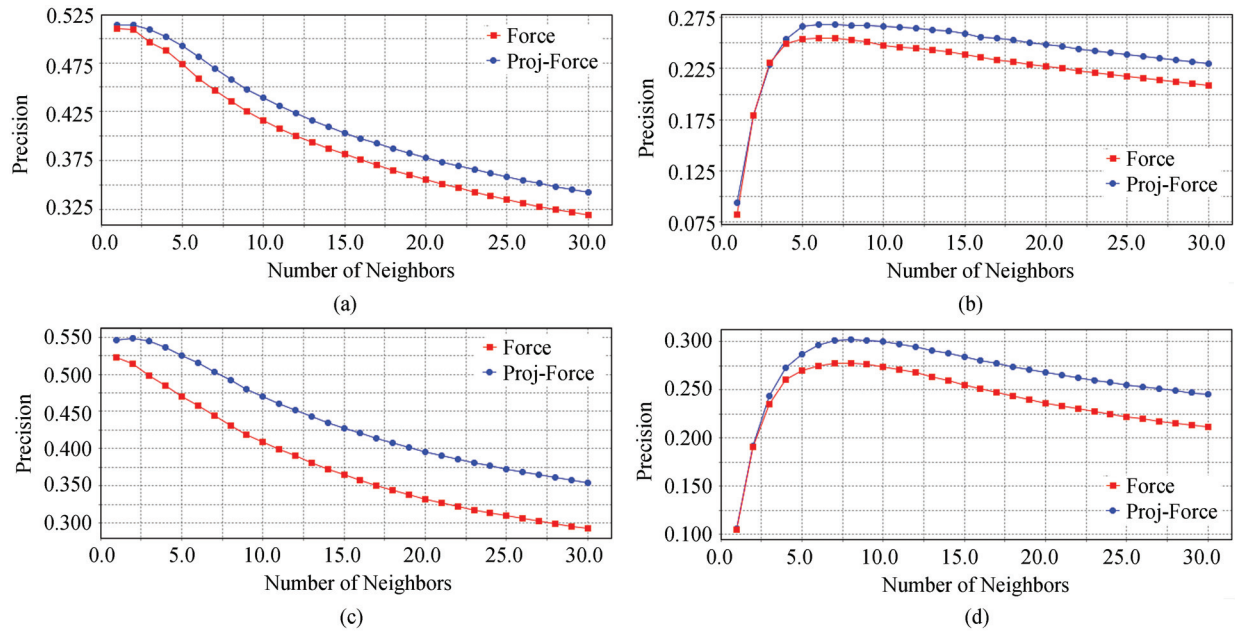 0.525
0.475
0.425
0.375
0.325
Precision
Force
Proj-Force
0.0 5.0 10.0 15.0 20.0 25.0 30.0
Number of Neighbors
(a)
0.275
0.225
0.175
0.125
0.075
Precision
Force
Proj-Force
0.0 5.0 10.0 15.0 20.0 25.0 30.0
Number of Neighbors
(b)
0.550
0.500
0.450
0.400
0.350
0.300
Precision
Force
Proj-Force
0.0 5.0 10.0 15.0 20.0 25.0 30.0
Number of Neighbors
(c)
0.300
0.250
0.200
0.150
0.100
Precision
Force
Proj-Force
0.0 5.0 10.0 15.0 20.0 25.0 30.0
Number of Neighbors
(d)